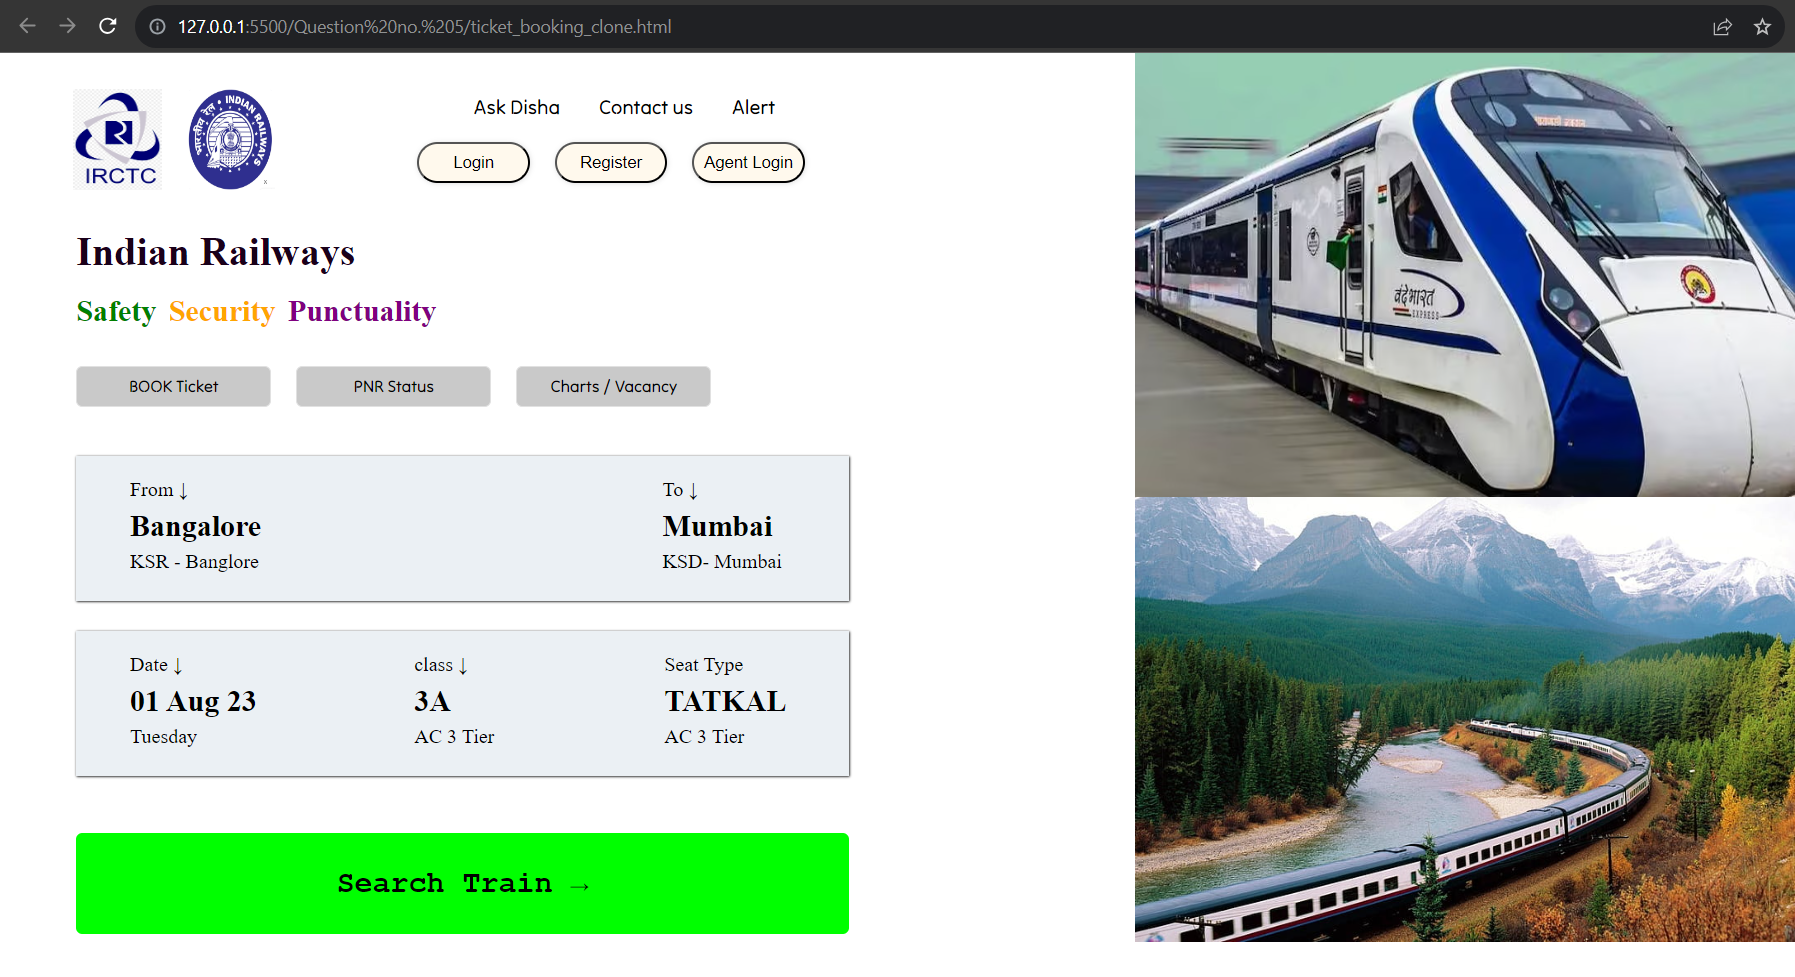 127.0.0.1:5500/Question%20no.%205/ticket_booking_clone.html
IRCTC
भारतीय रेल INDIAN RAILWAYS
Ask Disha Contact us Alert
Login Register Agent Login
Indian Railways
Safety Security Punctuality
BOOK Ticket PNR Status Charts / Vacancy
From ↓ To ↓
Bangalore Mumbai
KSR - Banglore KSD- Mumbai
Date ↓ class ↓ Seat Type
01 Aug 23 3A TATKAL
Tuesday AC 3 Tier AC 3 Tier
Search Train →
वंदे भारत
EXPRESS